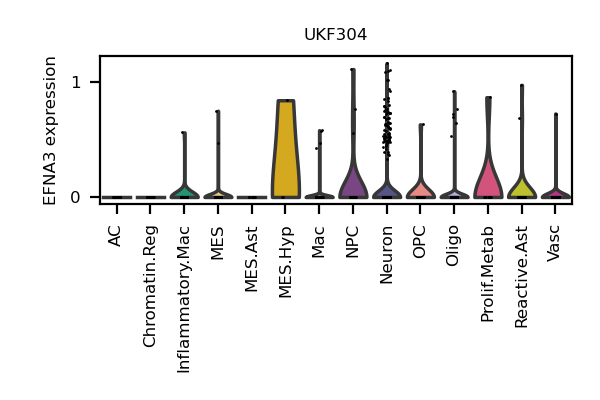 UKF304
EFNA3 expression
1
0
AC
Chromatin.Reg
Inflammatory.Mac
MES
MES.Ast
MES.Hyp
Mac
NPC
Neuron
OPC
Oligo
Prolif.Metab
Reactive.Ast
Vasc